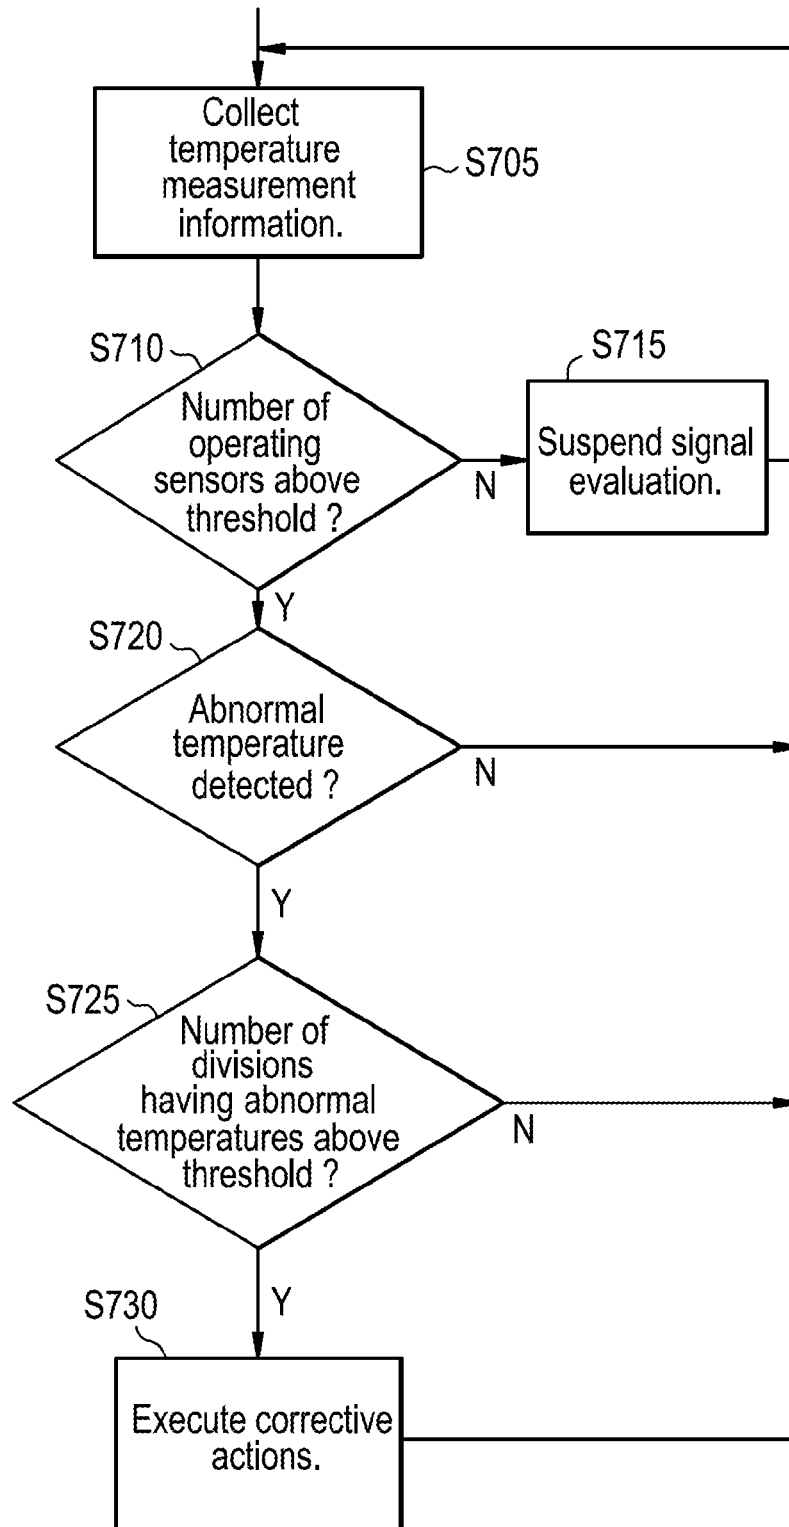 Collect
temperature
measurement
information.
S705
S710
Number of
operating
sensors above
threshold ?
N
S715
Suspend signal
evaluation.
Y
S720
Abnormal
temperature
detected ?
N
Y
S725
Number of
divisions
having abnormal
temperatures above
threshold ?
N
Y
S730
Execute corrective
actions.